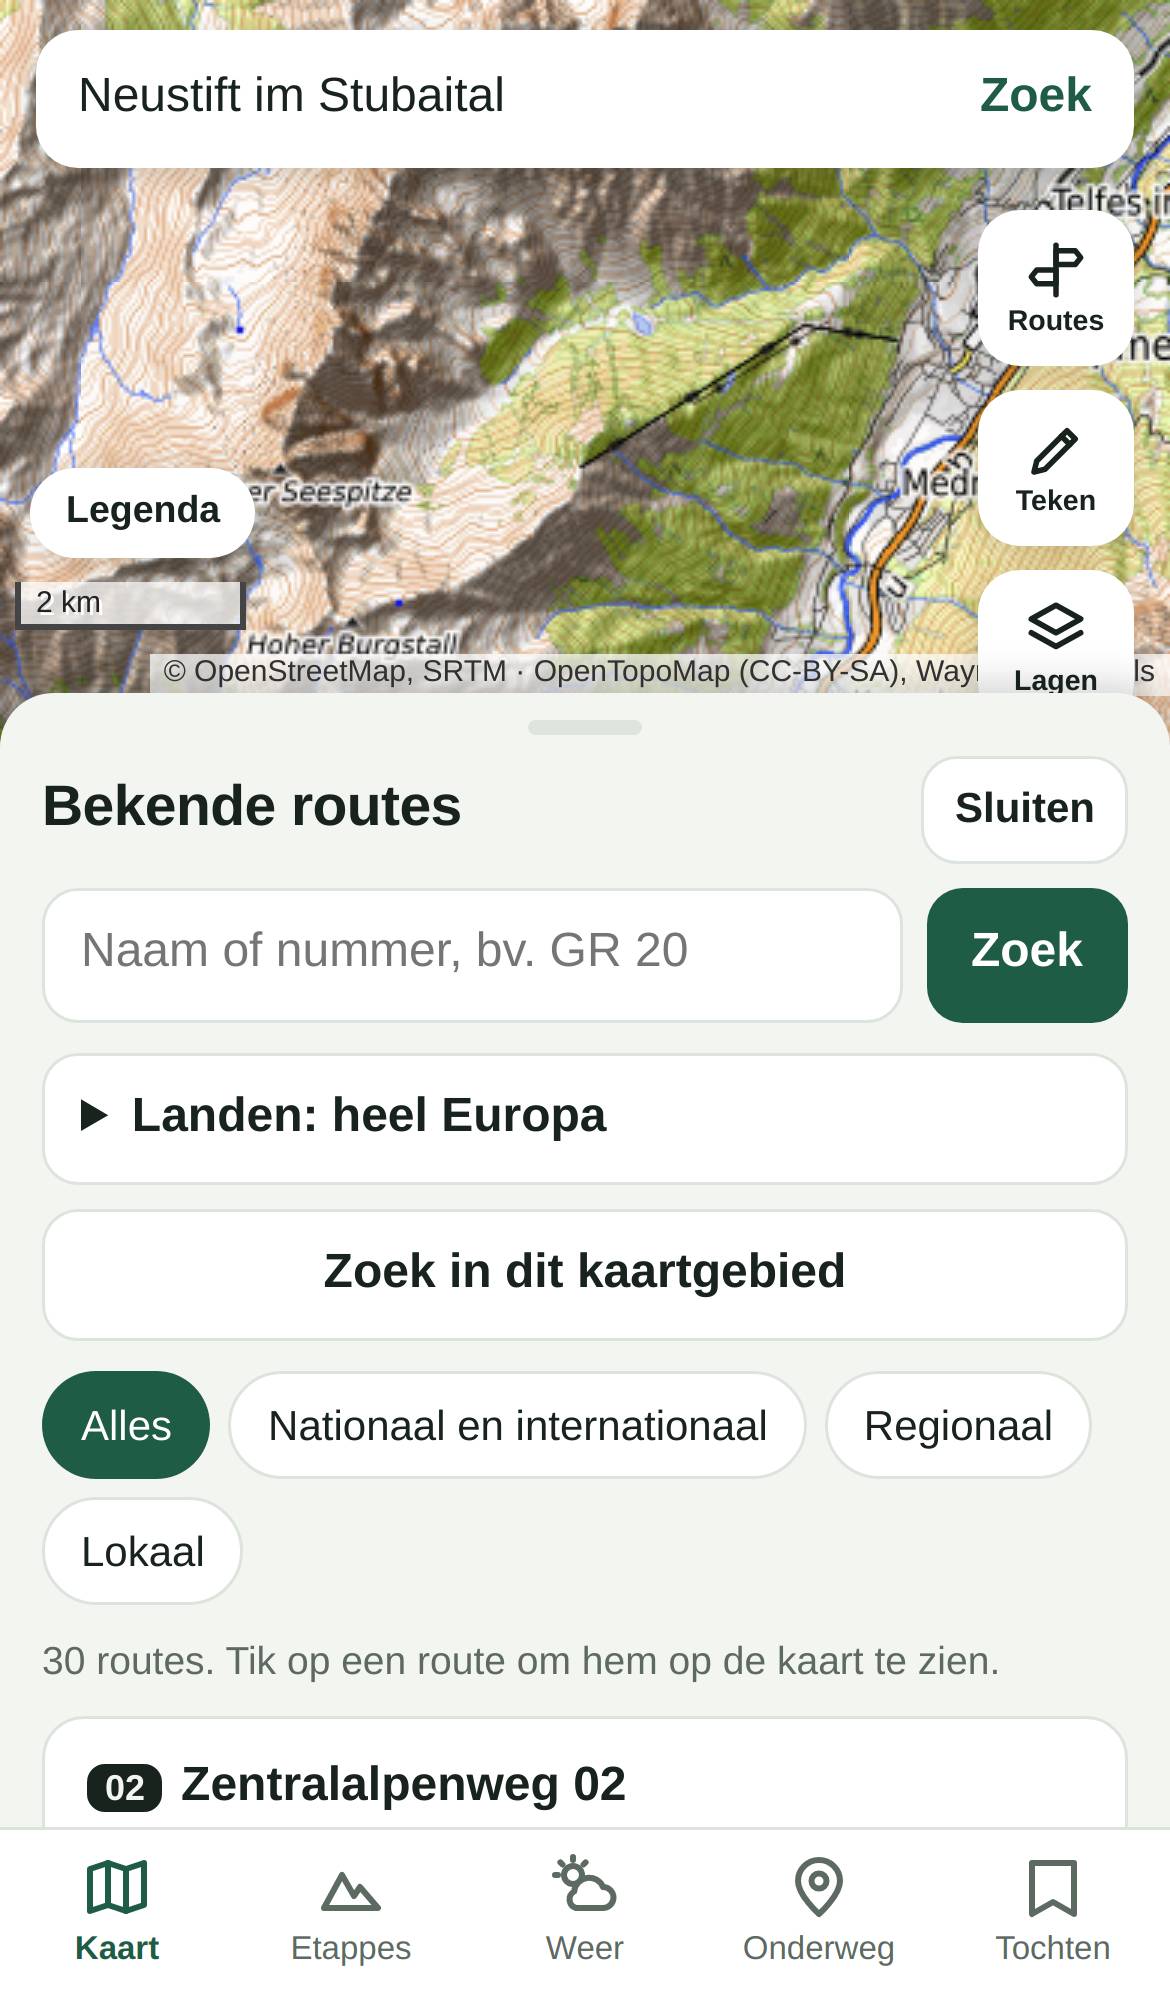 Neustift im Stubaital
Zoek
Telfes
Routes
Teken
er Seespitze
Legenda
2 km
Hoher Burgstall
© OpenStreetMap, SRTM · OpenTopoMap (CC-BY-SA), Way
ls
Lagen
Bekende routes
Sluiten
Naam of nummer, bv. GR 20
Zoek
Landen: heel Europa
Zoek in dit kaartgebied
Alles
Nationaal en internationaal
Regionaal
Lokaal
30 routes. Tik op een route om hem op de kaart te zien.
02 Zentralalpenweg 02
Kaart
Etappes
Weer
Onderweg
Tochten